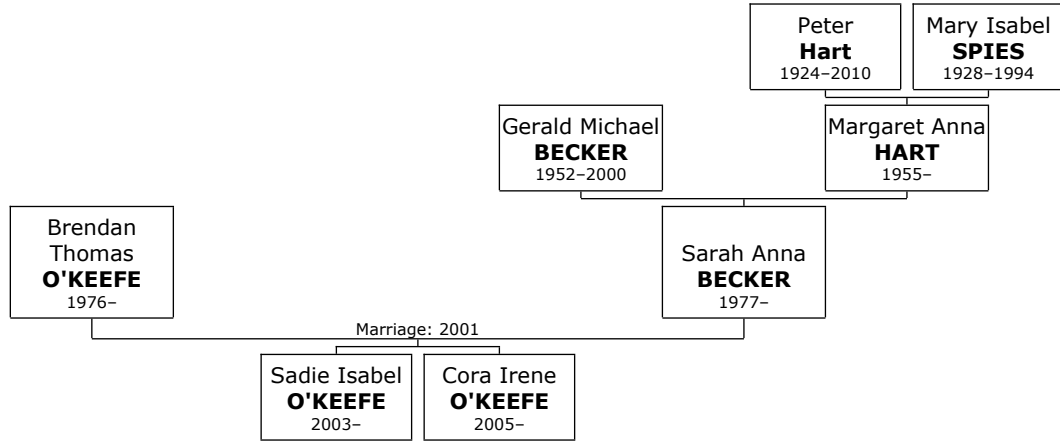 Peter
Hart
1924–2010
Mary Isabel
SPIES
1928–1994
Gerald Michael
BECKER
1952–2000
Margaret Anna
HART
1955–
Brendan
Thomas
O'KEEFE
1976–
Sarah Anna
BECKER
1977–
Marriage: 2001
Sadie Isabel
O'KEEFE
2003–
Cora Irene
O'KEEFE
2005–